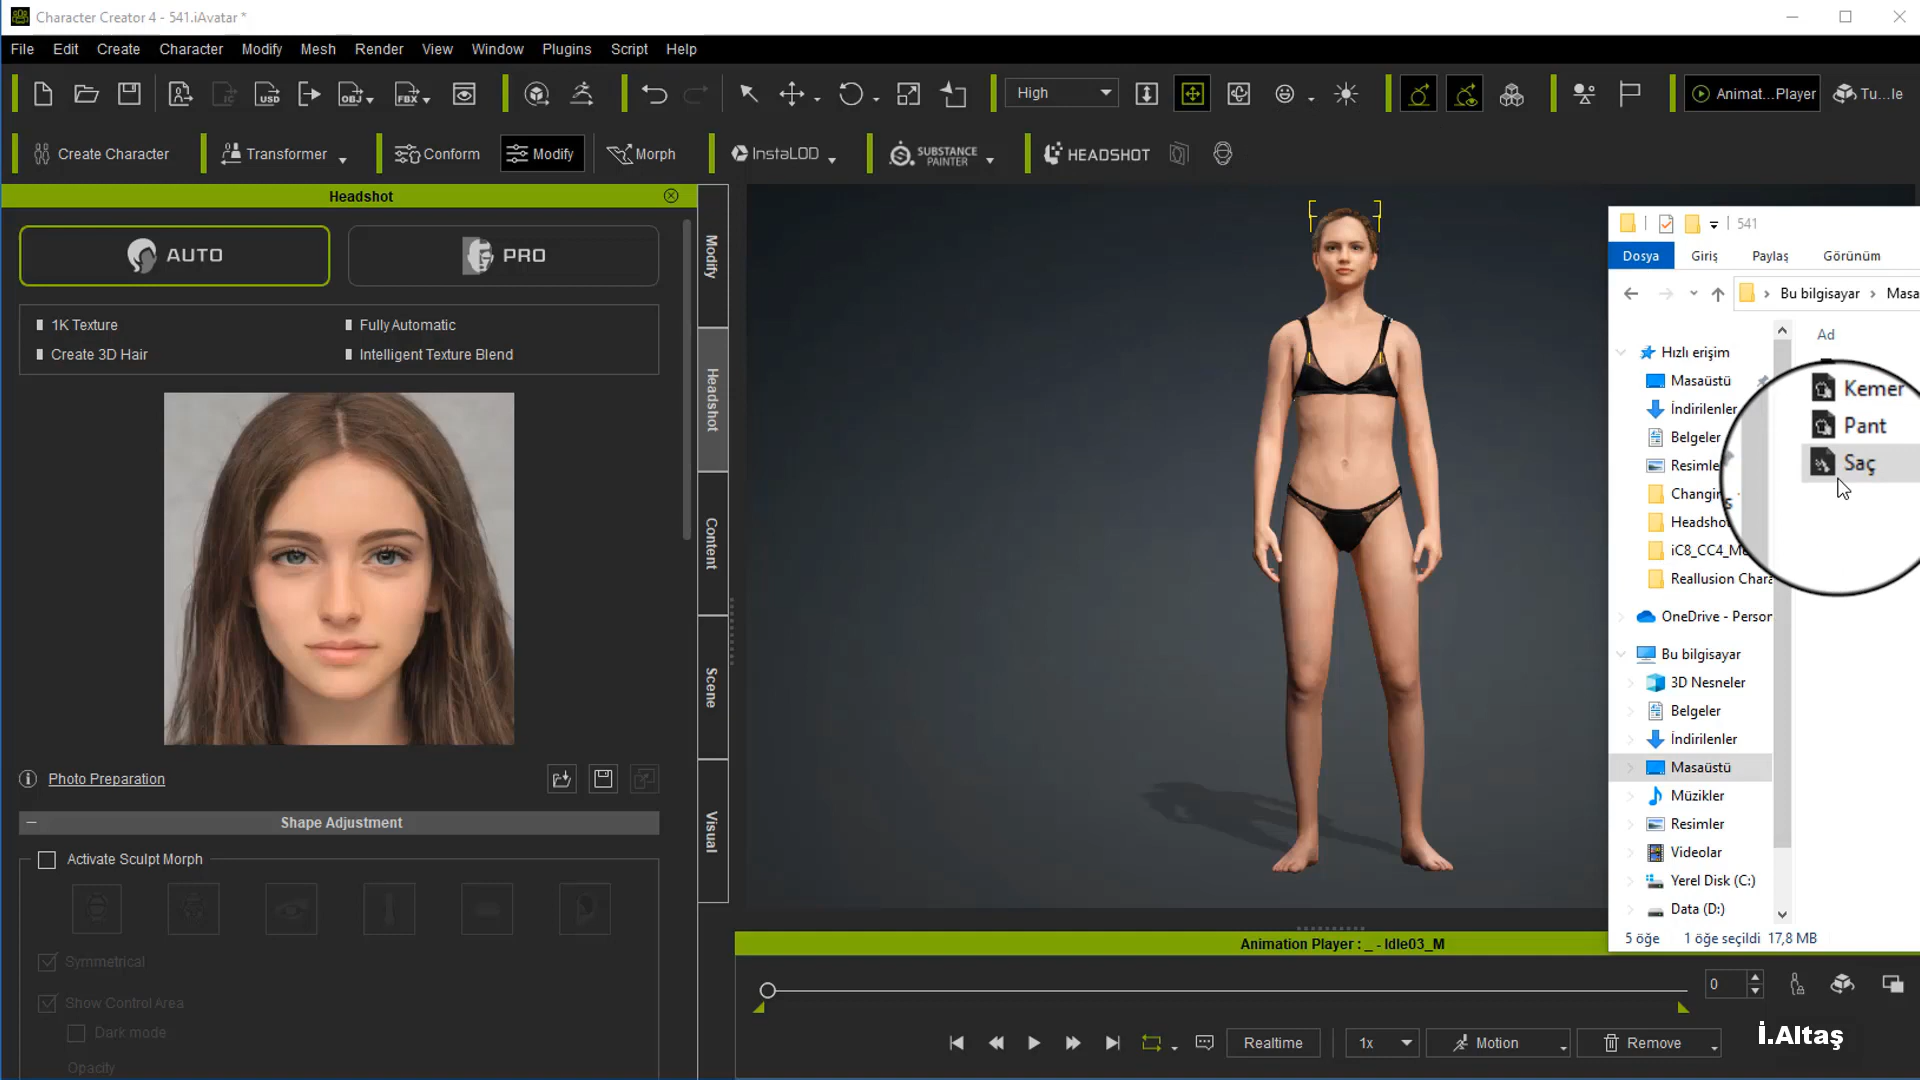 Character Creator 4 - 541.iAvatar *
File Edit Create Character Modify Mesh Render View Window Plugins Script Help
IC USD OBJ FBX High Animat...Player Tu...le
Create Character Transformer Conform Modify Morph InstaLOD SUBSTANCE PAINTER HEADSHOT
Headshot
AUTO
PRO
1K Texture
Fully Automatic
Create 3D Hair
Intelligent Texture Blend
Photo Preparation
Shape Adjustment
Activate Sculpt Morph
Symmetrical
Show Control Area
Dark mode
Opacity
Modify
Headshot
Content
Scene
Visual
541
Dosya Giriş Paylaş Görünüm
Bu bilgisayar › Masa
Ad
Hızlı erişim
Masaüstü
İndirilenler
Belgeler
Resimle
Changin
Headsho
iC8_CC4_M
Reallusion Chara
OneDrive - Person
Bu bilgisayar
3D Nesneler
Belgeler
İndirilenler
Masaüstü
Müzikler
Resimler
Videolar
Yerel Disk (C:)
Data (D:)
Kemer
Pant
Saç
5 öğe 1 öğe seçildi 17,8 MB
Animation Player : _ - Idle03_M
0
Realtime 1x Motion Remove
İ.Altaş